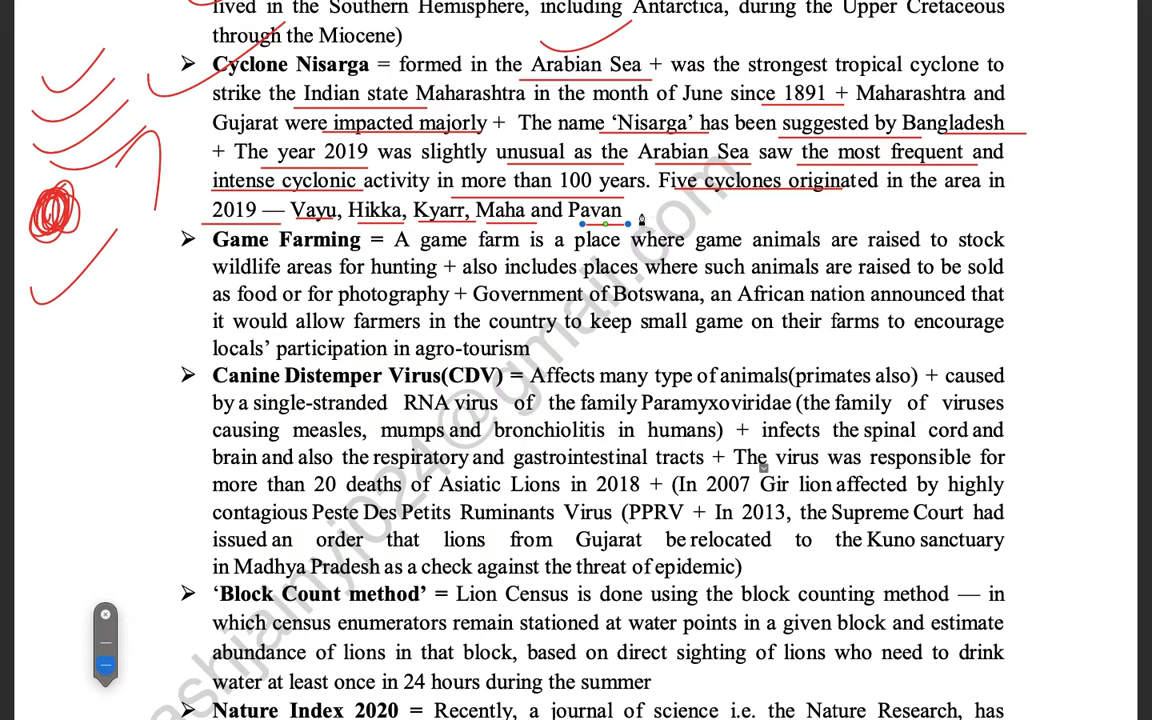 lived in the Southern Hemisphere, including Antarctica, during the Upper Cretaceous
through the Miocene)
➢ Cyclone Nisarga = formed in the Arabian Sea + was the strongest tropical cyclone to
strike the Indian state Maharashtra in the month of June since 1891 + Maharashtra and
Gujarat were impacted majorly + The name ‘Nisarga’ has been suggested by Bangladesh
+ The year 2019 was slightly unusual as the Arabian Sea saw the most frequent and
intense cyclonic activity in more than 100 years. Five cyclones originated in the area in
2019 — Vayu, Hikka, Kyarr, Maha and Pavan
➢ Game Farming = A game farm is a place where game animals are raised to stock
wildlife areas for hunting + also includes places where such animals are raised to be sold
as food or for photography + Government of Botswana, an African nation announced that
it would allow farmers in the country to keep small game on their farms to encourage
locals’ participation in agro-tourism
➢ Canine Distemper Virus(CDV) = Affects many type of animals(primates also) + caused
by a single-stranded RNA virus of the family Paramyxoviridae (the family of viruses
causing measles, mumps and bronchiolitis in humans) + infects the spinal cord and
brain and also the respiratory and gastrointestinal tracts + The virus was responsible for
more than 20 deaths of Asiatic Lions in 2018 + (In 2007 Gir lion affected by highly
contagious Peste Des Petits Ruminants Virus (PPRV + In 2013, the Supreme Court had
issued an order that lions from Gujarat be relocated to the Kuno sanctuary
in Madhya Pradesh as a check against the threat of epidemic)
➢ ‘Block Count method’ = Lion Census is done using the block counting method — in
which census enumerators remain stationed at water points in a given block and estimate
abundance of lions in that block, based on direct sighting of lions who need to drink
water at least once in 24 hours during the summer
➢ Nature Index 2020 = Recently, a journal of science i.e. the Nature Research, has